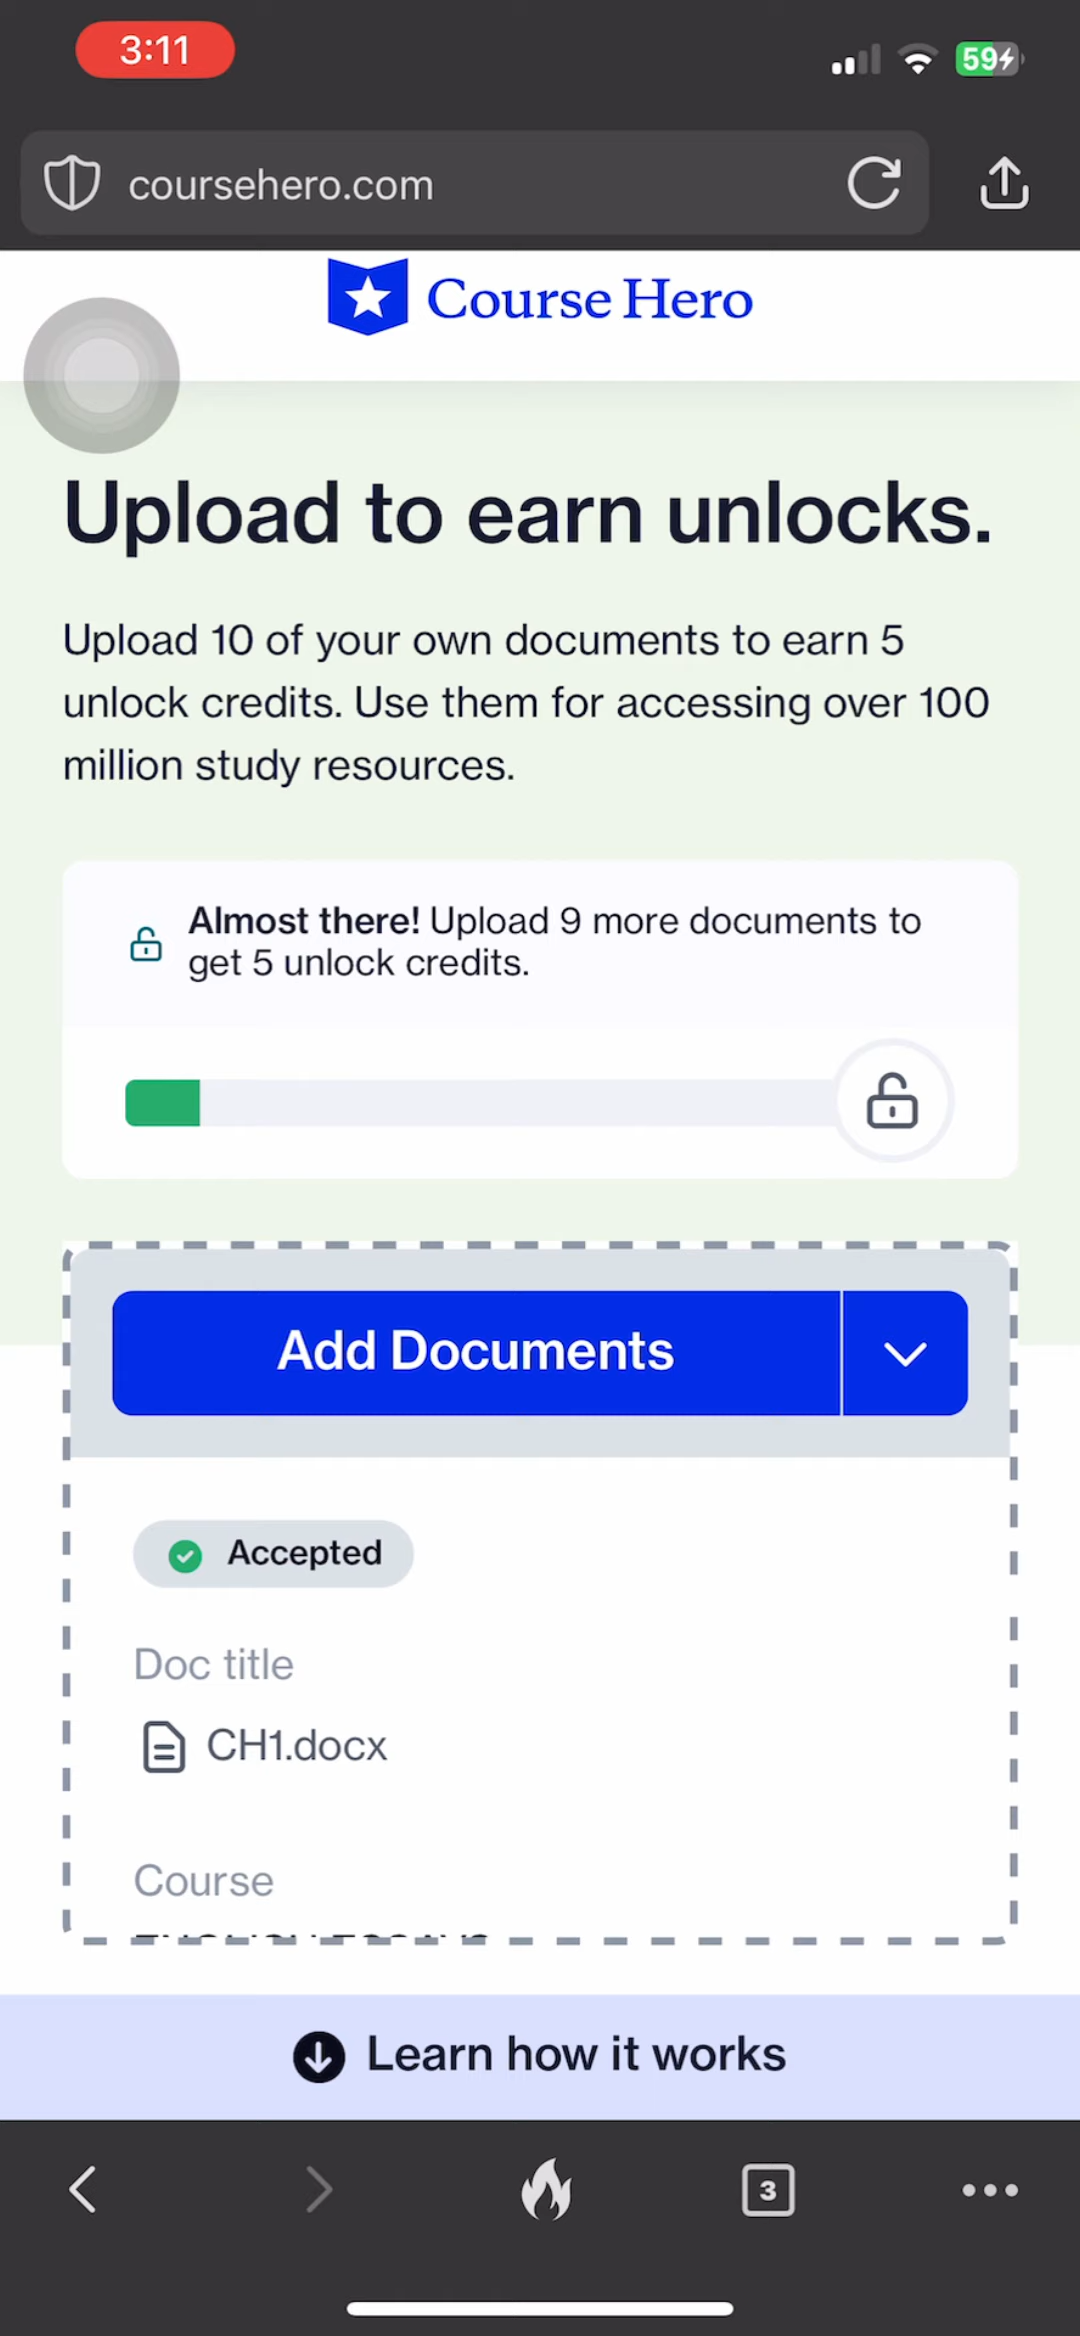 3:11
59
coursehero.com
Course Hero
Upload to earn unlocks.
Upload 10 of your own documents to earn 5
unlock credits. Use them for accessing over 100
million study resources.
Almost there! Upload 9 more documents to
get 5 unlock credits.
Add Documents
Accepted
Doc title
CH1.docx
Course
Learn how it works
3